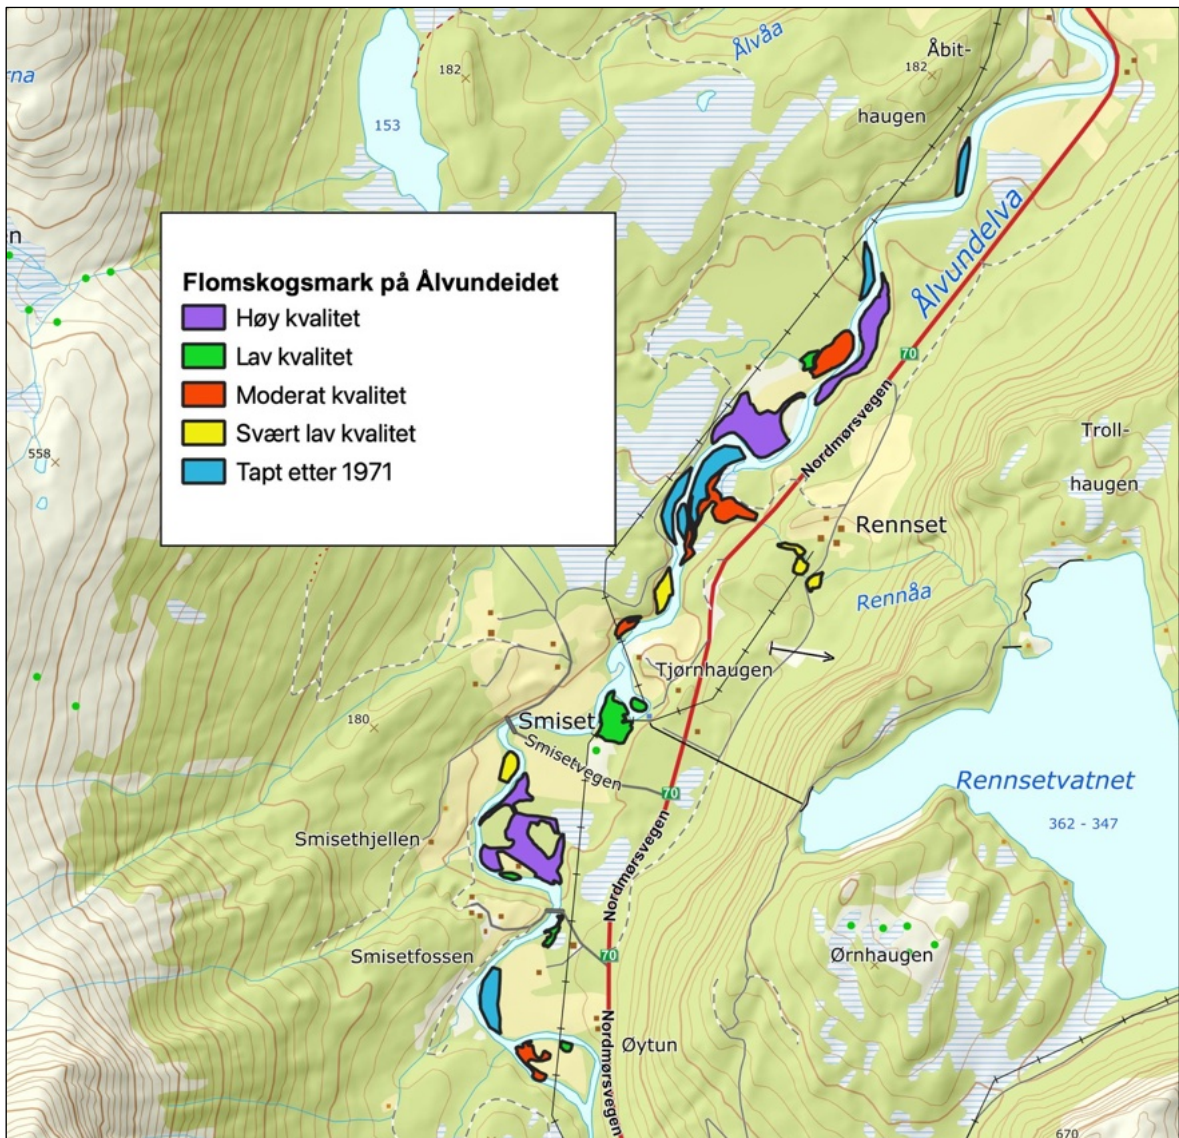 Ålvåa
Åbit-
haugen
182
182
rna
153
n
Flomskogsmark på Ålvundeidet
Høy kvalitet
Lav kvalitet
Moderat kvalitet
Svært lav kvalitet
Tapt etter 1971
Ålvundelva
70
Nordmørsvegen
Troll-
haugen
558
Rennset
Rennåa
Tjørnhaugen
180
Smiset
Smisetvegen
70
Rennsetvatnet
362 - 347
Smisethjellen
Nordmørsvegen
Smisetfossen
70
Ørnhaugen
Øytun
Nordmørsvegen
670